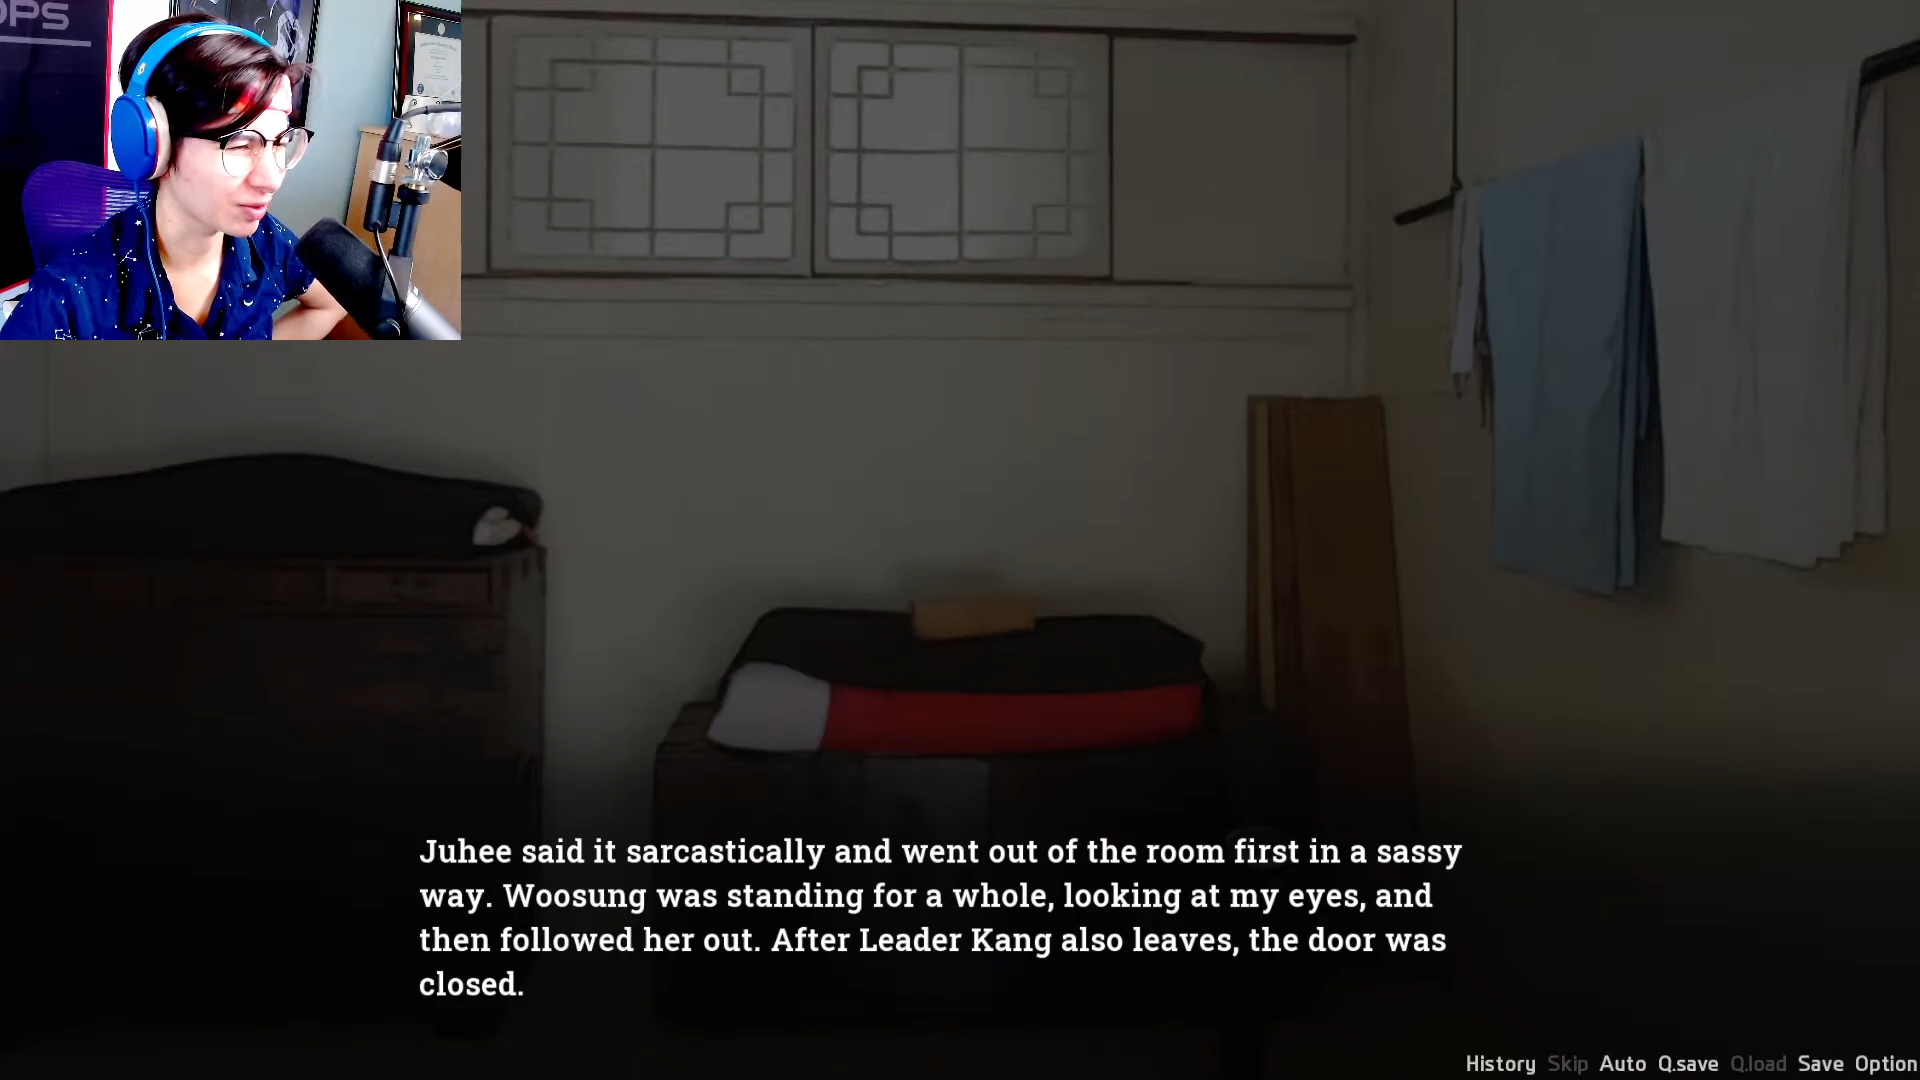 OPS
Juhee said it sarcastically and went out of the room first in a sassy
way. Woosung was standing for a whole, looking at my eyes, and
then followed her out. After Leader Kang also leaves, the door was
closed.
History Skip Auto Q.save Q.load Save Option